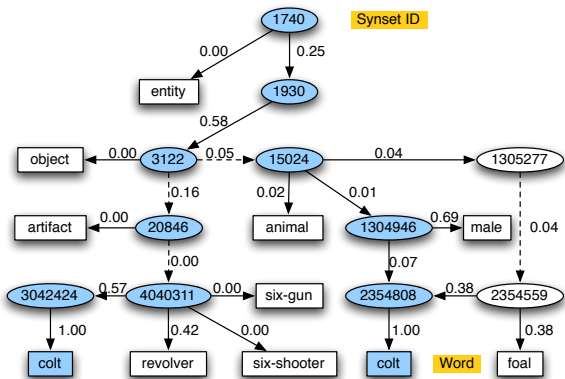 1740 Synset ID
0.00 0.25
entity 1930
0.58
object 0.00 3122 0.05 15024 0.04 1305277
0.16 0.02 0.01
artifact 0.00 20846 animal 1304946 0.69 male 0.04
0.00 0.07
3042424 0.57 4040311 0.00 six-gun 2354808 0.38 2354559
1.00 0.42 0.00 1.00 0.38
colt revolver six-shooter colt Word foal